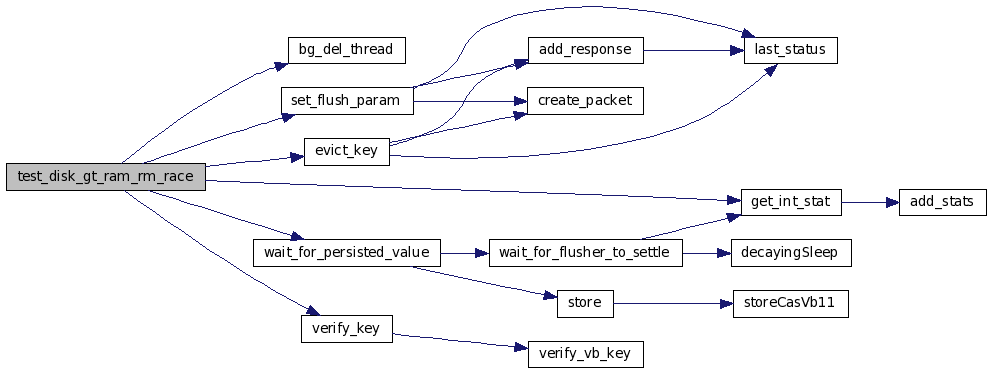 test_disk_gt_ram_rm_race
bg_del_thread
set_flush_param
evict_key
wait_for_persisted_value
verify_key
add_response
create_packet
wait_for_flusher_to_settle
store
verify_vb_key
last_status
get_int_stat
decayingSleep
storeCasVb11
add_stats